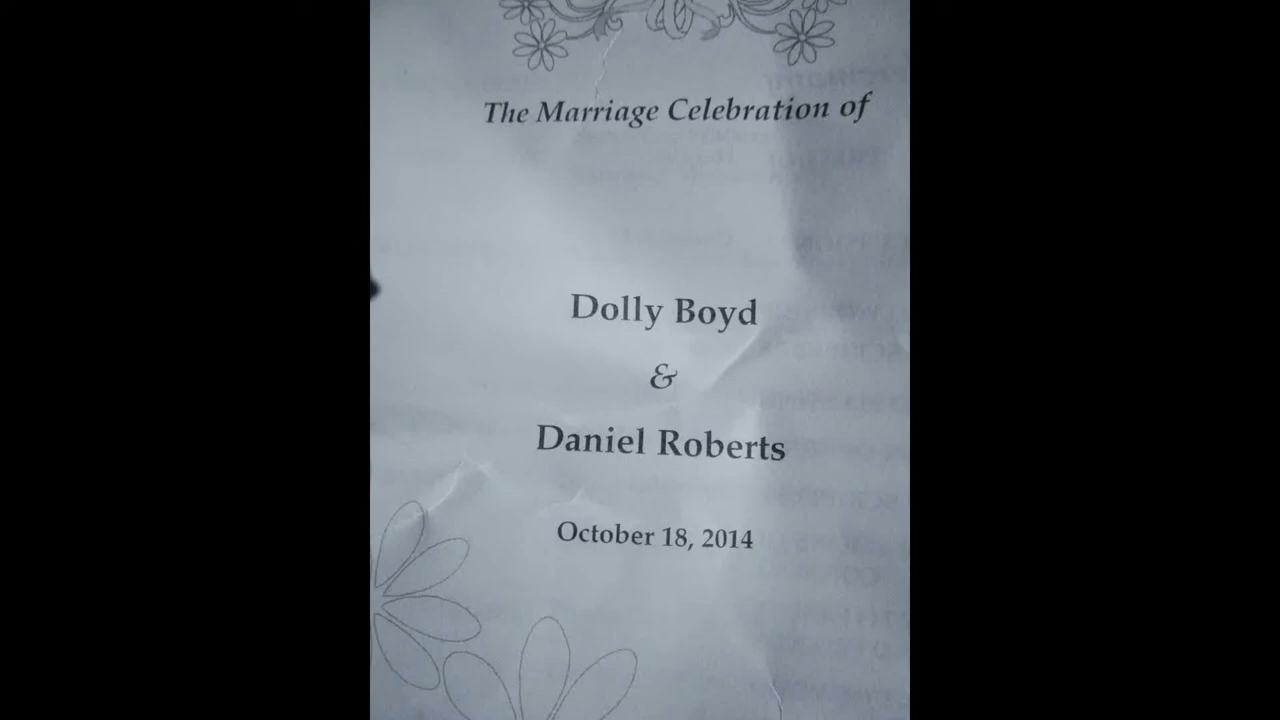 The Marriage Celebration of
Dolly Boyd
&
Daniel Roberts
October 18, 2014